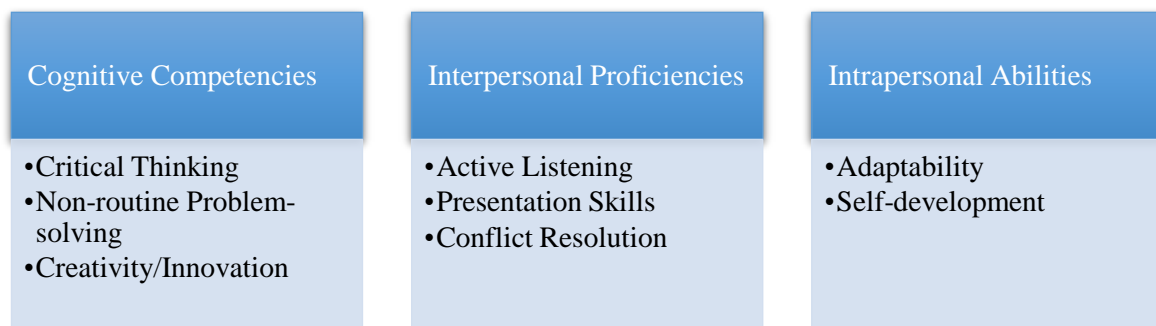 Cognitive Competencies
•Critical Thinking
•Non-routine Problem-
solving
•Creativity/Innovation
Interpersonal Proficiencies
•Active Listening
•Presentation Skills
•Conflict Resolution
Intrapersonal Abilities
•Adaptability
•Self-development